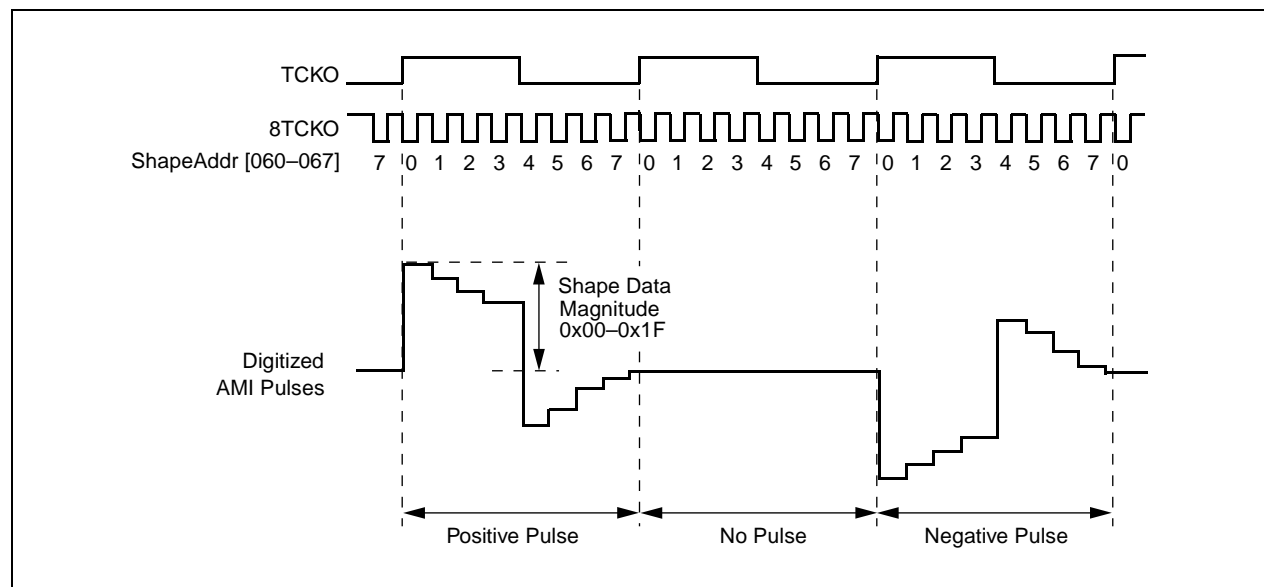 TCKO
8TCKO
ShapeAddr [060–067]
7 0 1 2 3 4 5 6 7 0 1 2 3 4 5 6 7 0 1 2 3 4 5 6 7 0
Shape Data
Magnitude
0x00–0x1F
Digitized
AMI Pulses
Positive Pulse
No Pulse
Negative Pulse